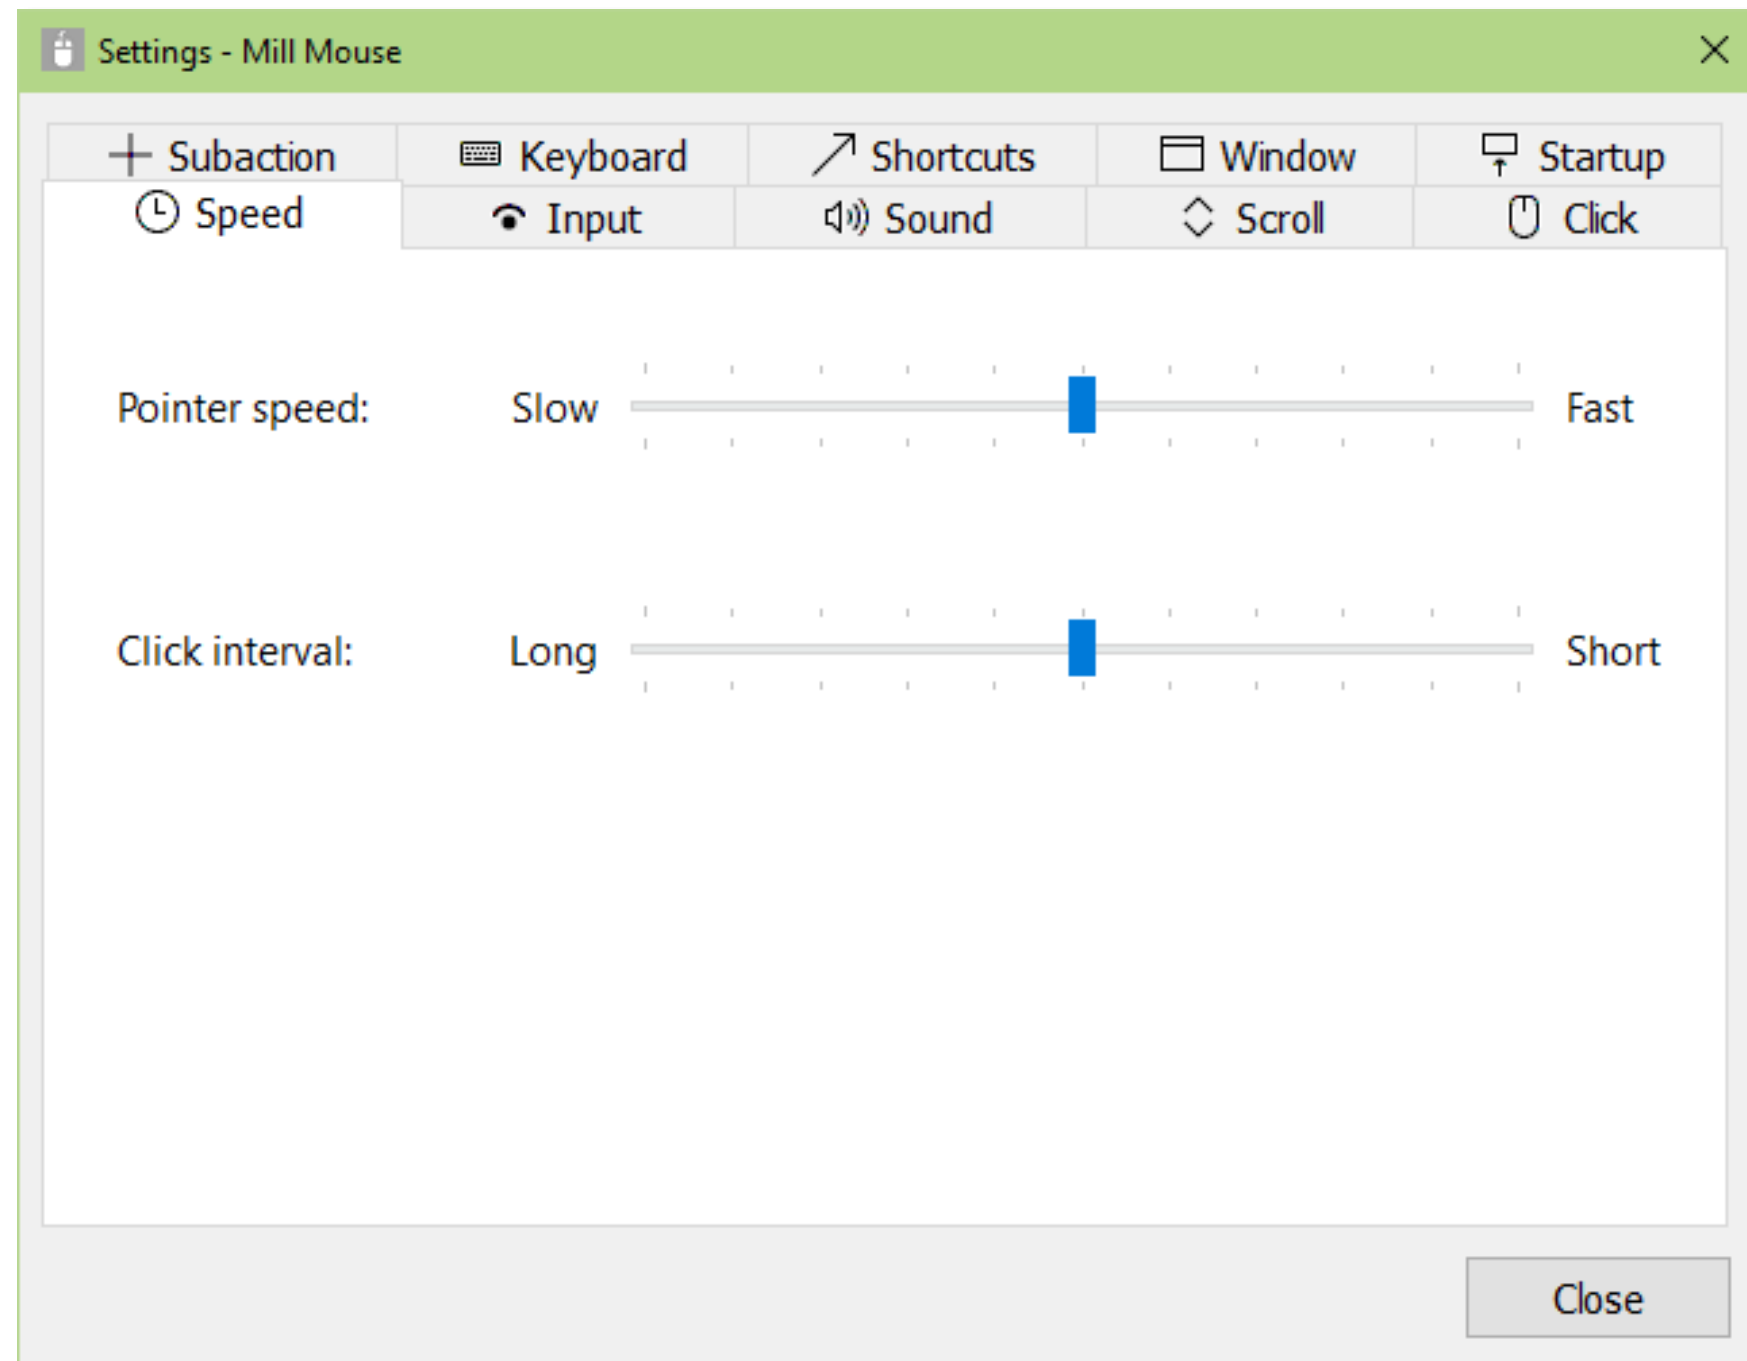 Settings - Mill Mouse
Subaction Keyboard Shortcuts Window Startup
Speed Input Sound Scroll Click
Pointer speed: Slow Fast
Click interval: Long Short
Close